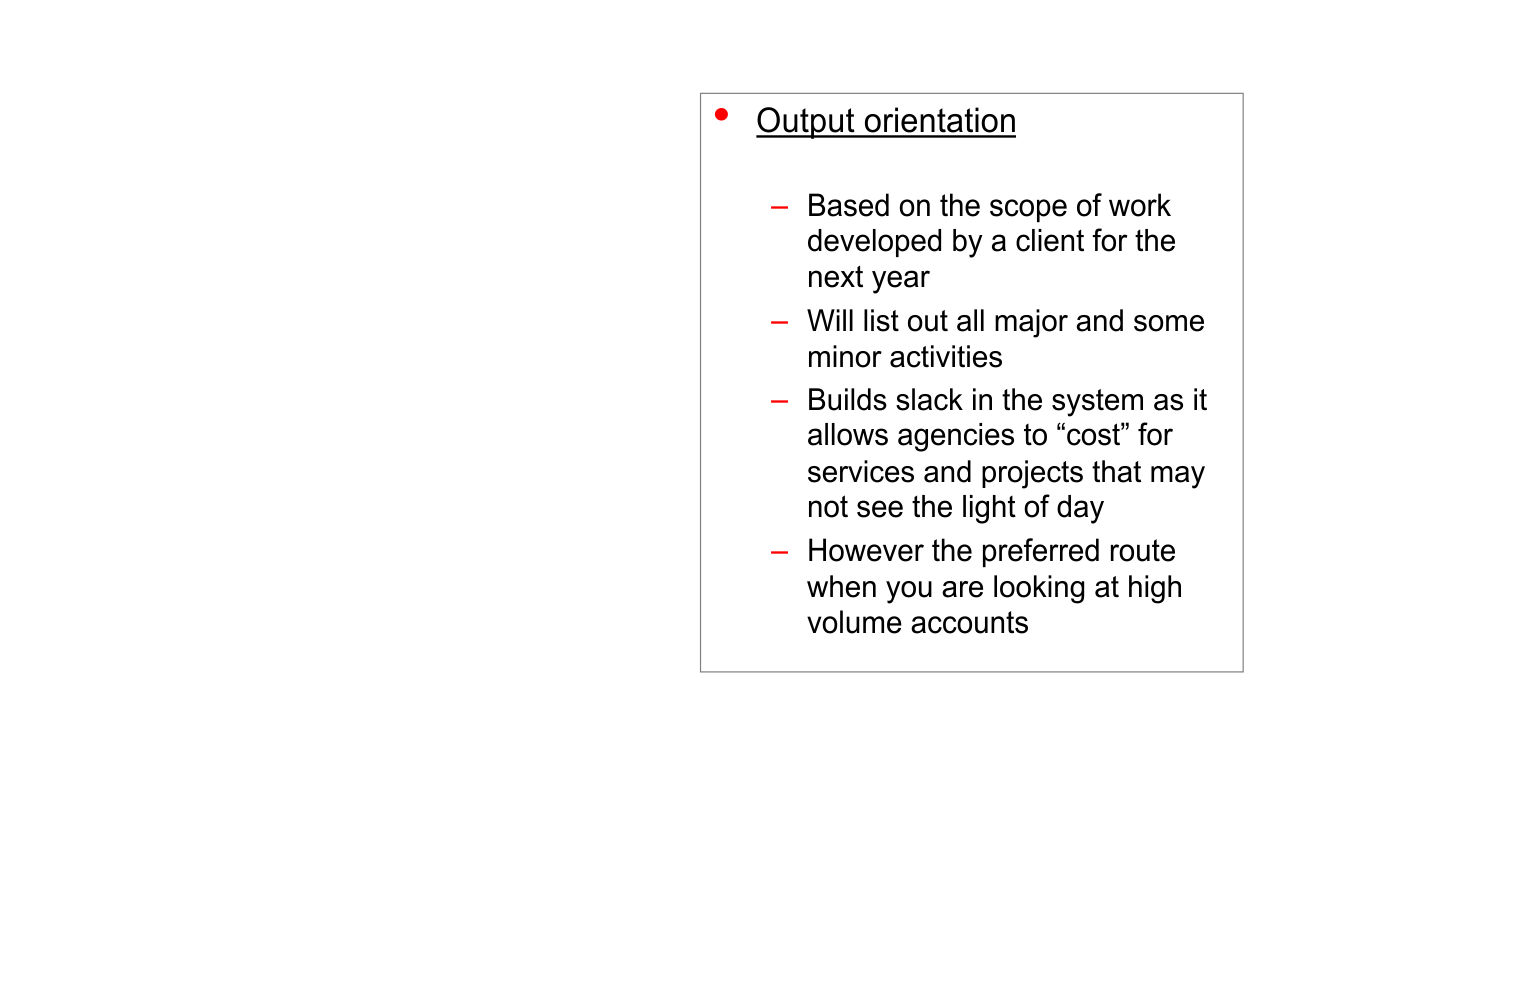 • Output orientation
– Based on the scope of work
developed by a client for the
next year
– Will list out all major and some
minor activities
– Builds slack in the system as it
allows agencies to “cost” for
services and projects that may
not see the light of day
– However the preferred route
when you are looking at high
volume accounts